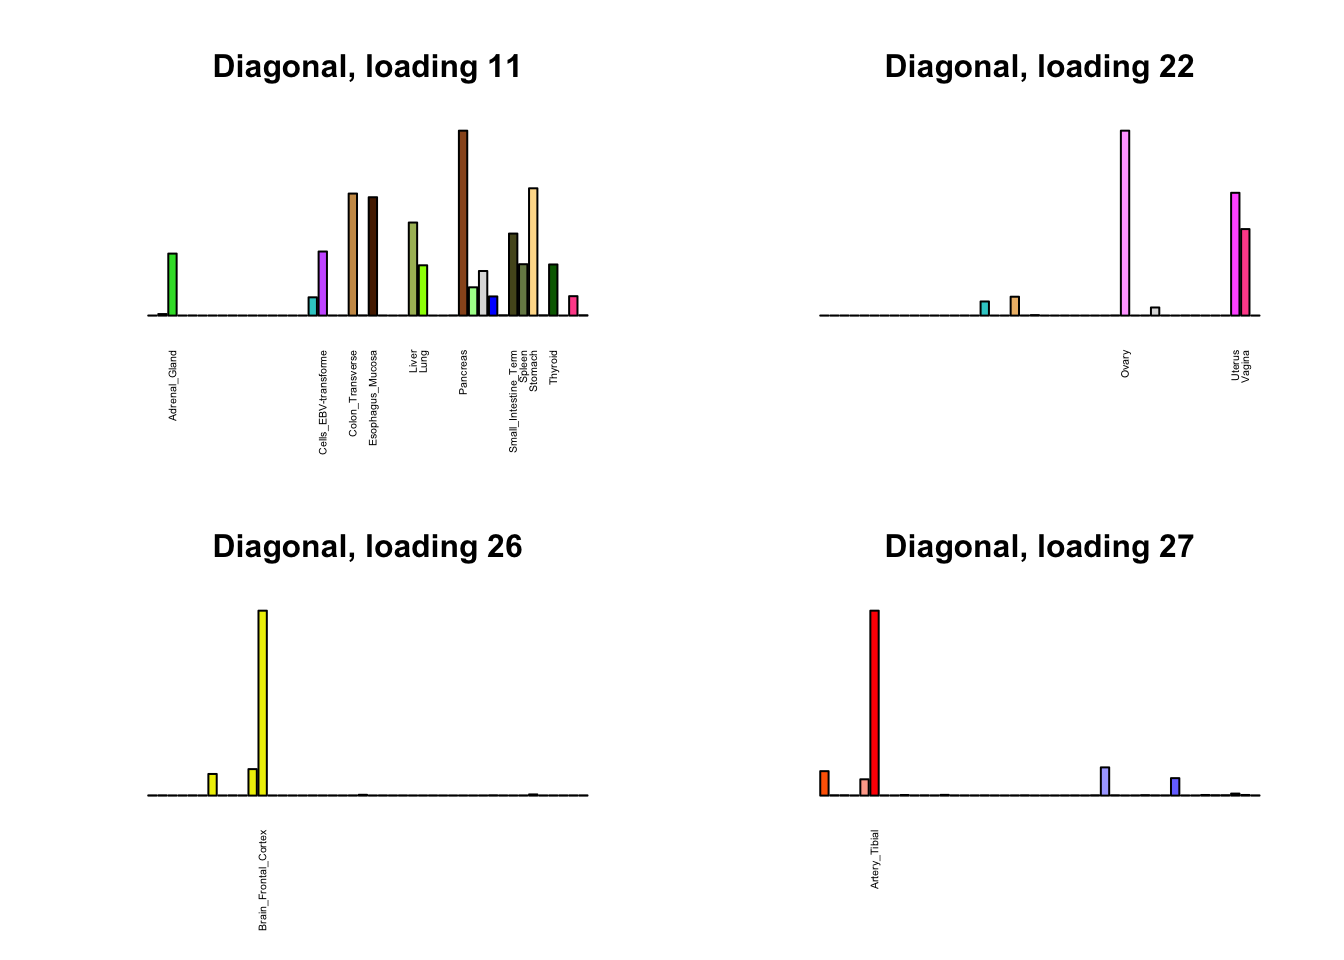 Diagonal, loading 11
Adrenal_Gland
Cells_EBV-transforme
Colon_Transverse
Esophagus_Mucosa
Liver
Lung
Pancreas
Small_Intestine_Term
Spleen
Stomach
Thyroid
Diagonal, loading 22
Ovary
Uterus
Vagina
Diagonal, loading 26
Brain_Frontal_Cortex
Diagonal, loading 27
Artery_Tibial